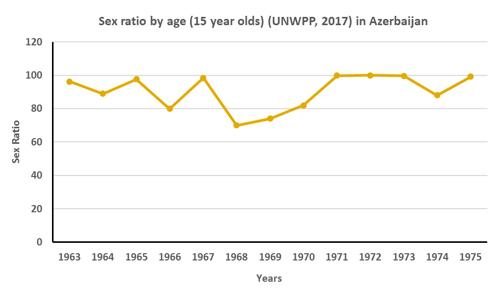 Sex ratio by age (15 year olds) (UNWPP, 2017) in Azerbaijan
120
100
80
60
40
20
0
Sex Ratio
1963 1964 1965 1966 1967 1968 1969 1970 1971 1972 1973 1974 1975
Years